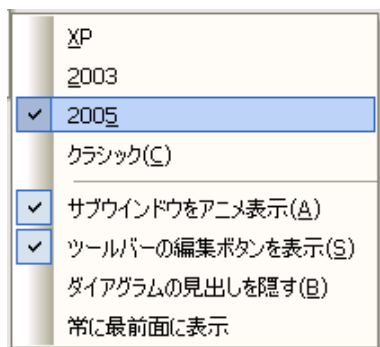 XP
2003
2005
クラシック(C)
サブウインドウをアニメ表示(A)
ツールバーの編集ボタンを表示(S)
ダイアグラムの見出しを隠す(B)
常に最前面に表示